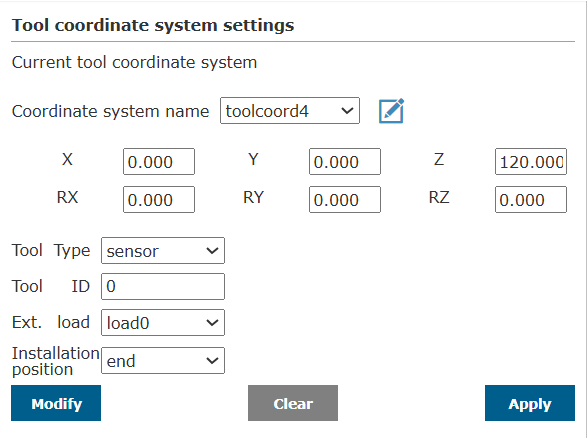 Tool coordinate system settings
Current tool coordinate system
Coordinate system name toolcoord4
X 0.000 Y 0.000 Z 120.000
RX 0.000 RY 0.000 RZ 0.000
Tool Type sensor
Tool ID 0
Ext. load load0
Installation
position end
Modify Clear Apply